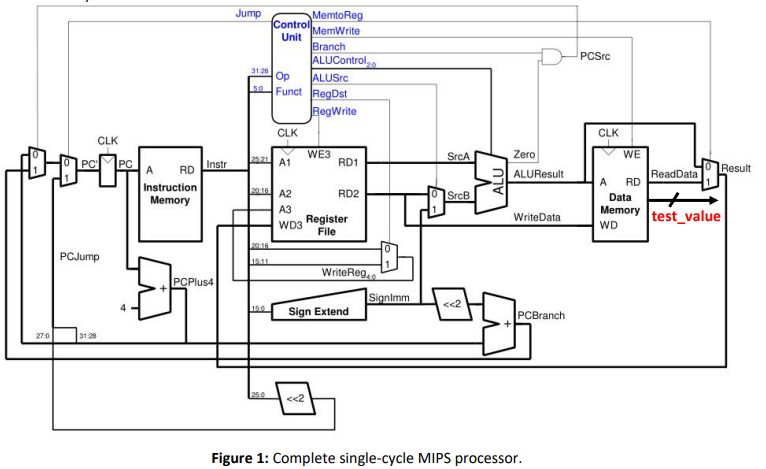 Jump
MemtoReg
Control
Unit
MemWrite
Branch
ALUControl2:0
PCSrc
31:26
Op
ALUSrc
5:0
Funct
RegDst
RegWrite
CLK
CLK
CLK
0
1
0
1
PC'
PC
A
RD
Instr
25:21
A1
WE3
RD1
SrcA
Zero
WE
0
1
Result
Instruction
Memory
20:16
A2
RD2
0
1
SrcB
ALU
ALUResult
A
RD
ReadData
A3
Data
Memory
test_value
WD3
Register
File
WriteData
WD
PCJump
20:16
0
15:11
1
WriteReg4:0
PCPlus4
+
4
SignImm
15:0
Sign Extend
<<2
+
PCBranch
27:0
31:28
25:0
<<2
Figure 1: Complete single-cycle MIPS processor.